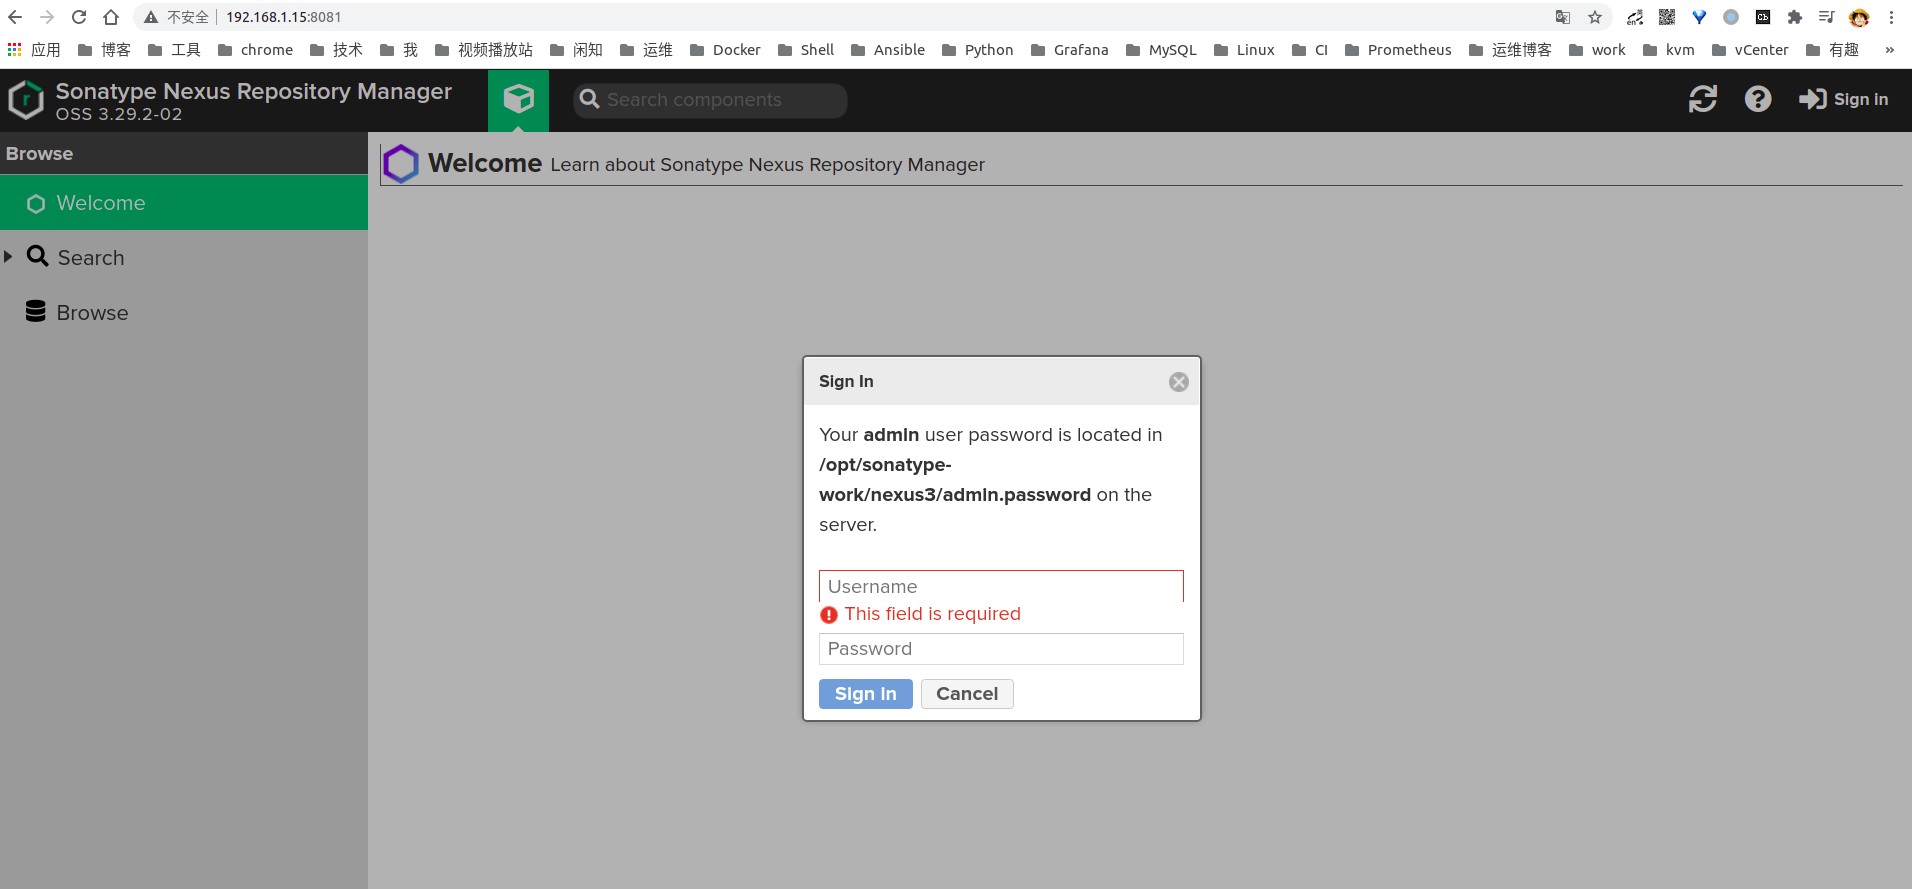 不安全 192.168.1.15:8081
应用 博客 工具 chrome 技术 我 视频播放站 闲知 运维 Docker Shell Ansible Python Grafana MySQL Linux CI Prometheus 运维博客 work kvm vCenter 有趣 »
Sonatype Nexus Repository Manager
OSS 3.29.2-02
Search components
Sign in
Browse
Welcome Learn about Sonatype Nexus Repository Manager
Welcome
Search
Browse
Sign In
Your admin user password is located in
/opt/sonatype-
work/nexus3/admin.password on the
server.
Username
This field is required
Password
Sign in Cancel